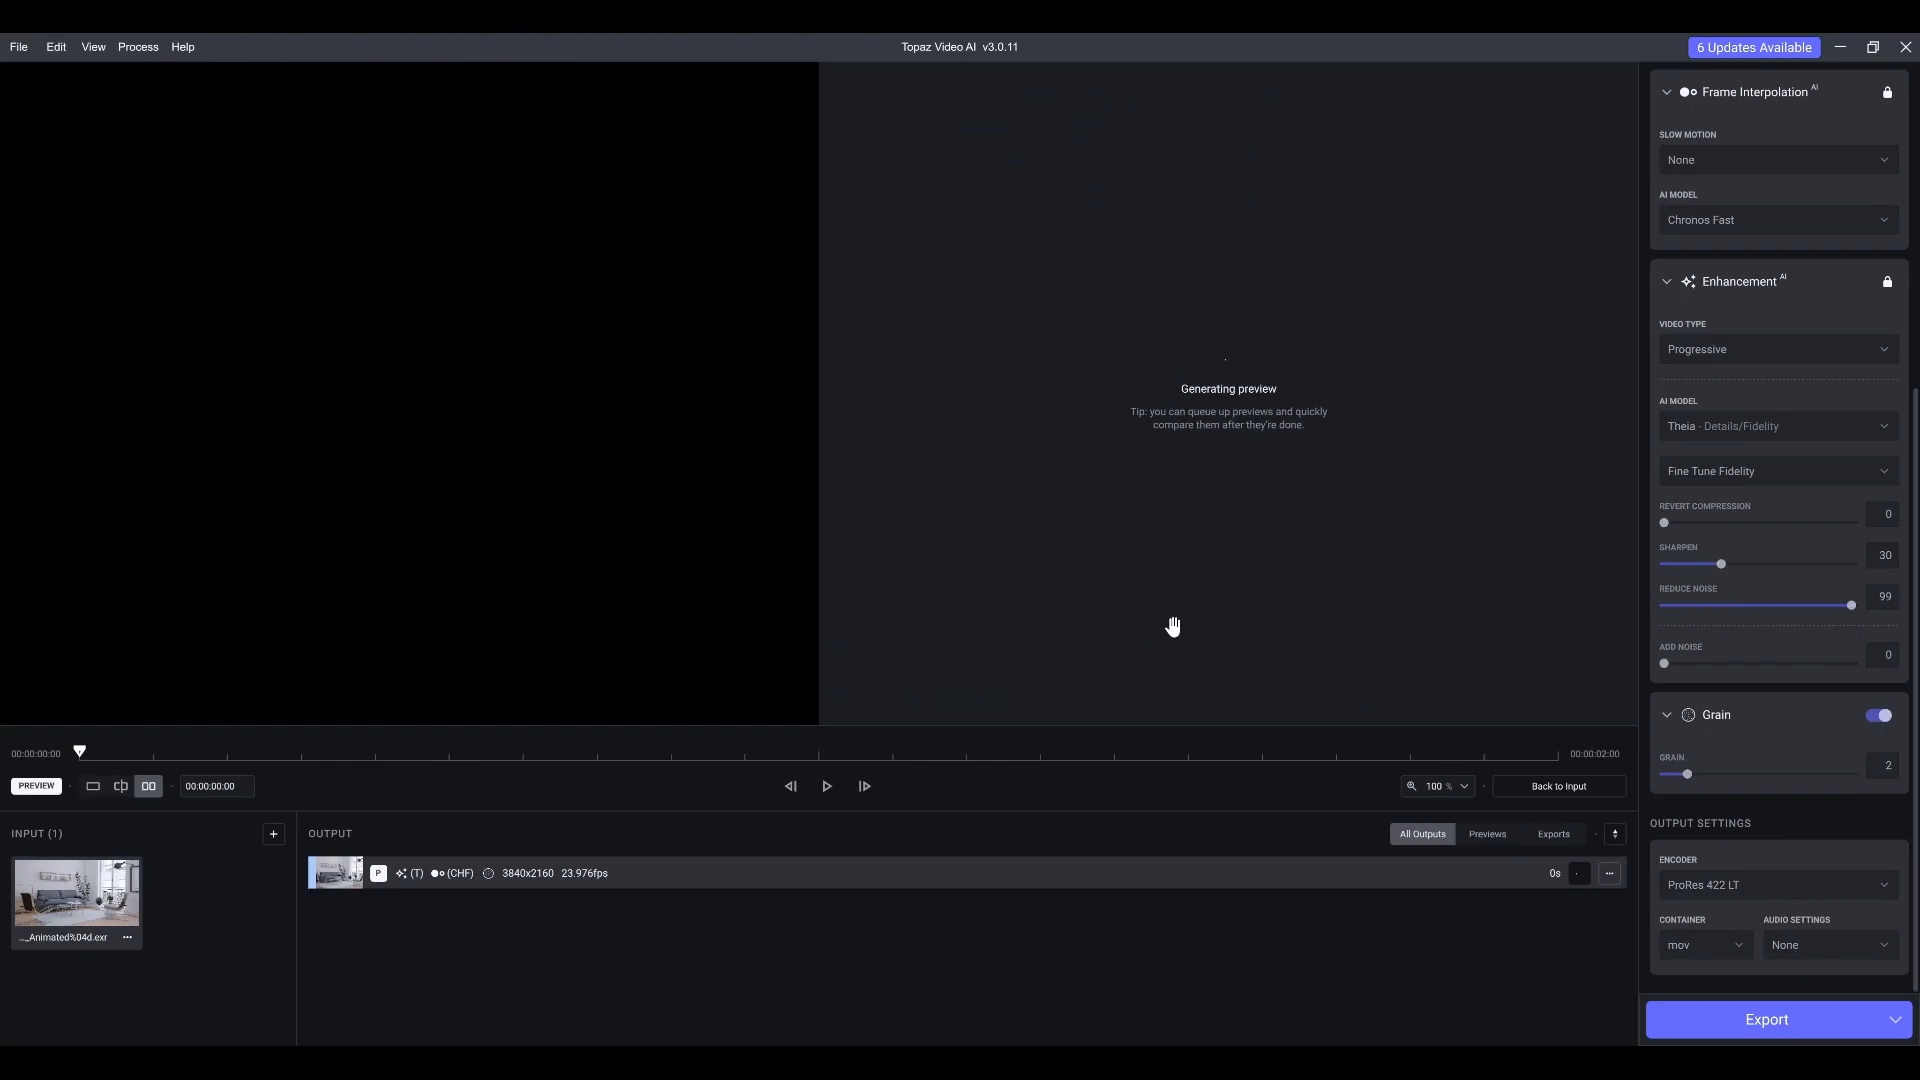 File Edit View Process Help
Topaz Video AI v3.0.11
6 Updates Available
Frame Interpolation AI
SLOW MOTION
None
AI MODEL
Chronos Fast
Enhancement AI
VIDEO TYPE
Progressive
AI MODEL
Theia - Details/Fidelity
Fine Tune Fidelity
REVERT COMPRESSION
0
SHARPEN
30
REDUCE NOISE
99
ADD NOISE
0
Grain
GRAIN
2
OUTPUT SETTINGS
ENCODER
ProRes 422 LT
CONTAINER AUDIO SETTINGS
mov None
Export
Generating preview
Tip: you can queue up previews and quickly
compare them after they're done.
00:00:00:00 00:00:02:00
PREVIEW 00:00:00:00 100 % Back to Input
INPUT (1) +
..._Animated%04d.exr ...
OUTPUT All Outputs Previews Exports
P (T) (CHF) 3840x2160 23.976fps 0s ...